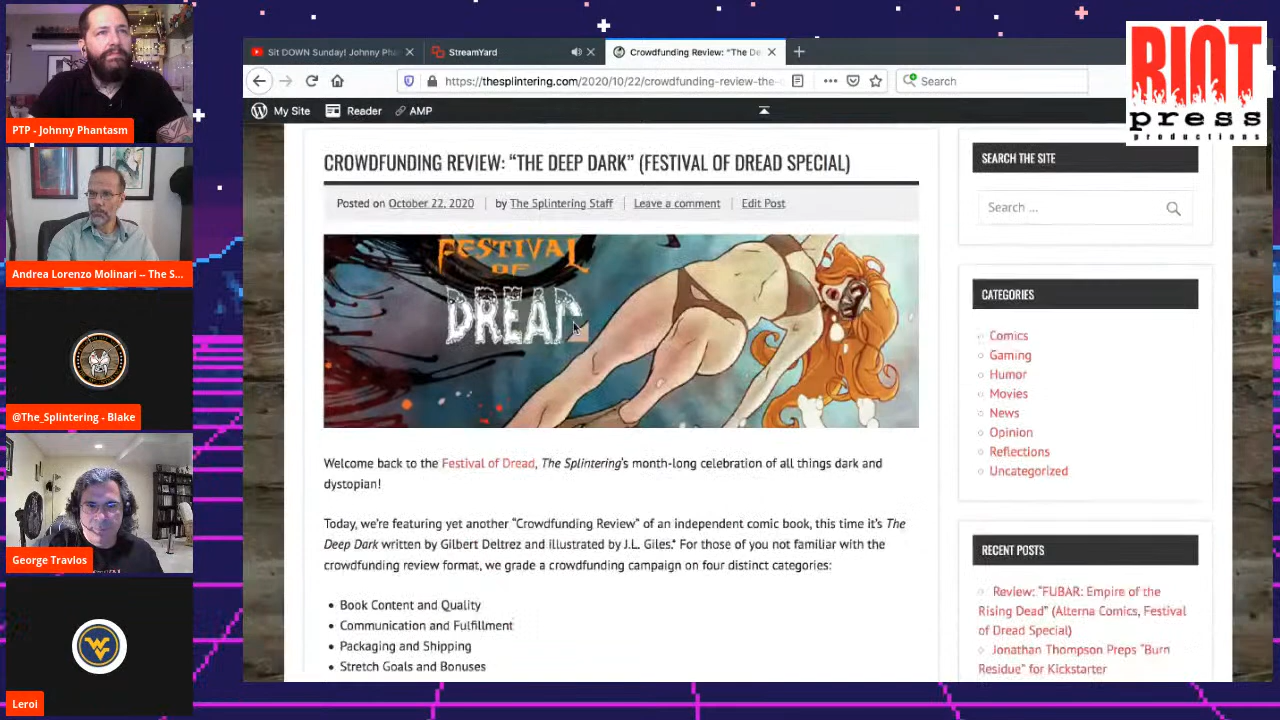 PTP - Johnny Phantasm
Andrea Lorenzo Molinari -- The S...
@The_Splintering - Blake
George Travlos
Leroi
Sit DOWN Sunday! Johnny Pha
StreamYard
Crowdfunding Review: "The De
https://thesplintering.com/2020/10/22/crowdfunding-review-the-
Search
My Site
Reader
AMP
RIOT
press
productions
CROWDFUNDING REVIEW: “THE DEEP DARK” (FESTIVAL OF DREAD SPECIAL)
Posted on October 22, 2020
by The Splintering Staff
Leave a comment
Edit Post
FESTIVAL
OF
DREAD
Welcome back to the Festival of Dread, The Splintering’s month-long celebration of all things dark and
dystopian!
Today, we’re featuring yet another “Crowdfunding Review” of an independent comic book, this time it’s The
Deep Dark written by Gilbert Deltrez and illustrated by J.L. Giles.* For those of you not familiar with the
crowdfunding review format, we grade a crowdfunding campaign on four distinct categories:
• Book Content and Quality
• Communication and Fulfillment
• Packaging and Shipping
• Stretch Goals and Bonuses
SEARCH THE SITE
Search ...
CATEGORIES
Comics
Gaming
Humor
Movies
News
Opinion
Reflections
Uncategorized
RECENT POSTS
Review: “FUBAR: Empire of the
Rising Dead” (Alterna Comics, Festival
of Dread Special)
Jonathan Thompson Preps “Burn
Residue” for Kickstarter